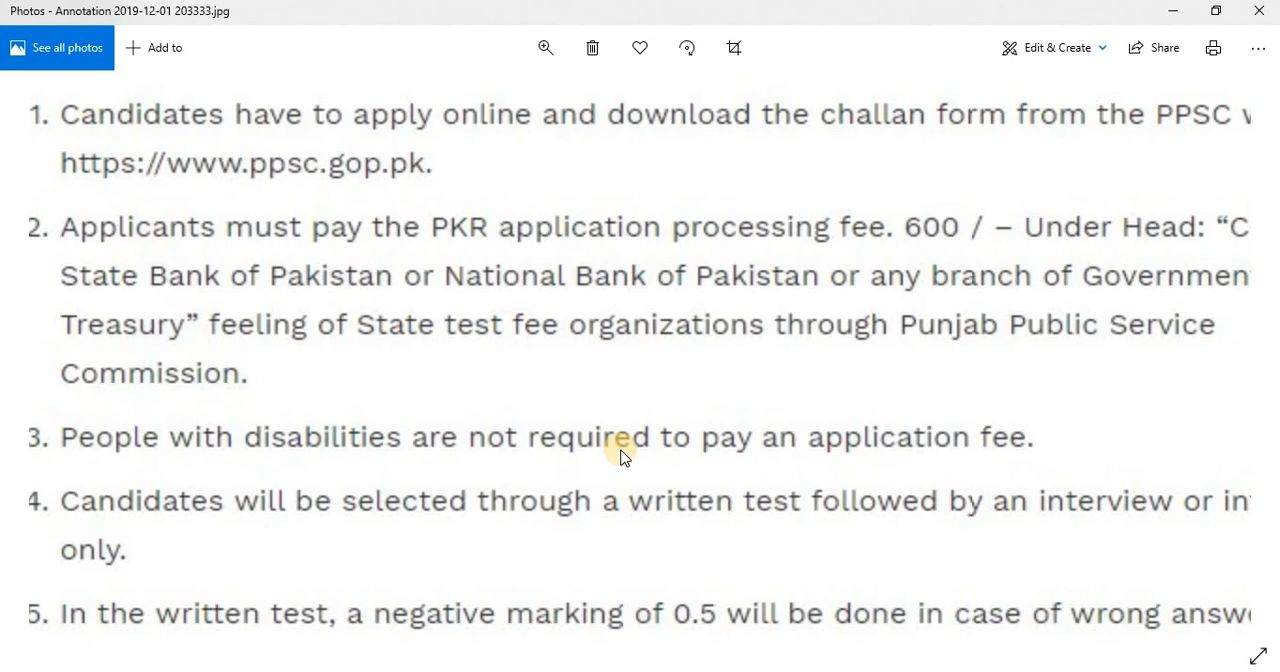 Photos - Annotation 2019-12-01 203333.jpg
See all photos
Add to
Edit & Create
Share
1. Candidates have to apply online and download the challan form from the PPSC
https://www.ppsc.gop.pk.
2. Applicants must pay the PKR application processing fee. 600 / – Under Head: “C
State Bank of Pakistan or National Bank of Pakistan or any branch of Governmen
Treasury” feeling of State test fee organizations through Punjab Public Service
Commission.
3. People with disabilities are not required to pay an application fee.
4. Candidates will be selected through a written test followed by an interview or in
only.
5. In the written test, a negative marking of 0.5 will be done in case of wrong answ